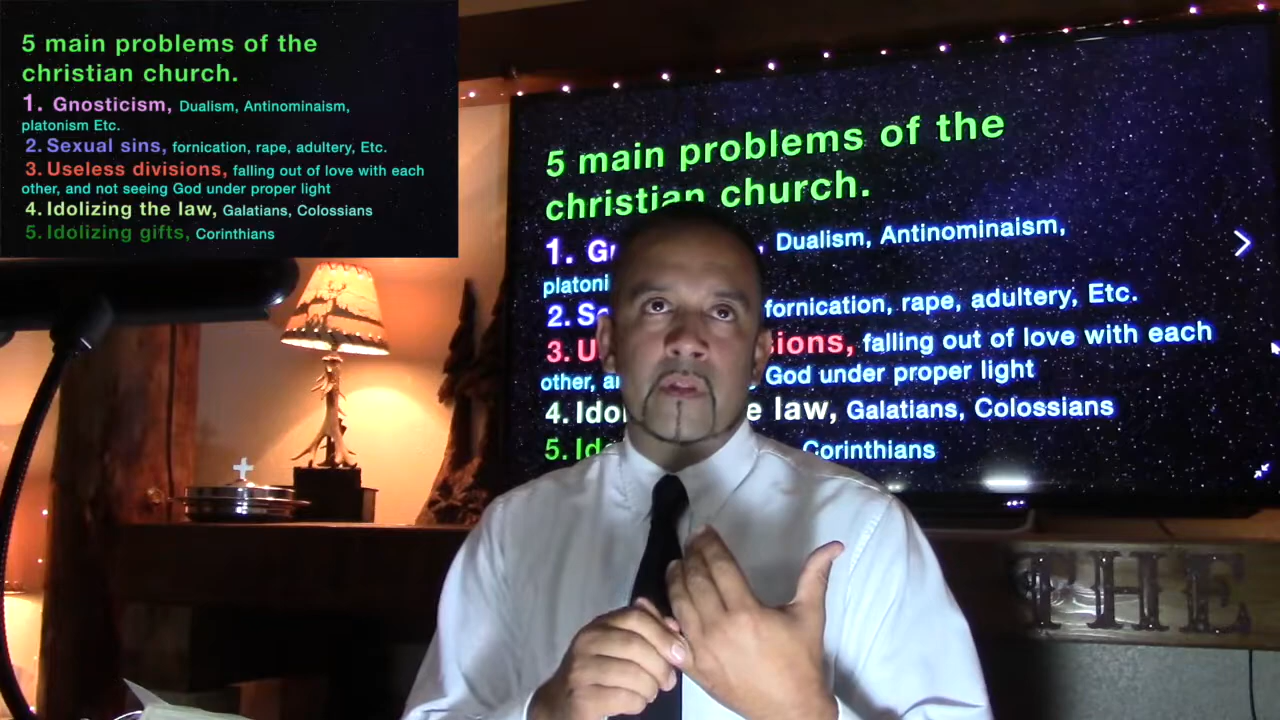 5 main problems of the
christian church.
1. Gnosticism, Dualism, Antinominaism,
platonism Etc.
2. Sexual sins, fornication, rape, adultery, Etc.
3. Useless divisions, falling out of love with each
other, and not seeing God under proper light
4. Idolizing the law, Galatians, Colossians
5. Idolizing gifts, Corinthians
5 main problems of the
christian church.
1. G Dualism, Antinominaism,
platoni
2. Se fornication, rape, adultery, Etc.
3. U sions, falling out of love with each
other, a God under proper light
4. Ido e law, Galatians, Colossians
5. Id Corinthians
THE